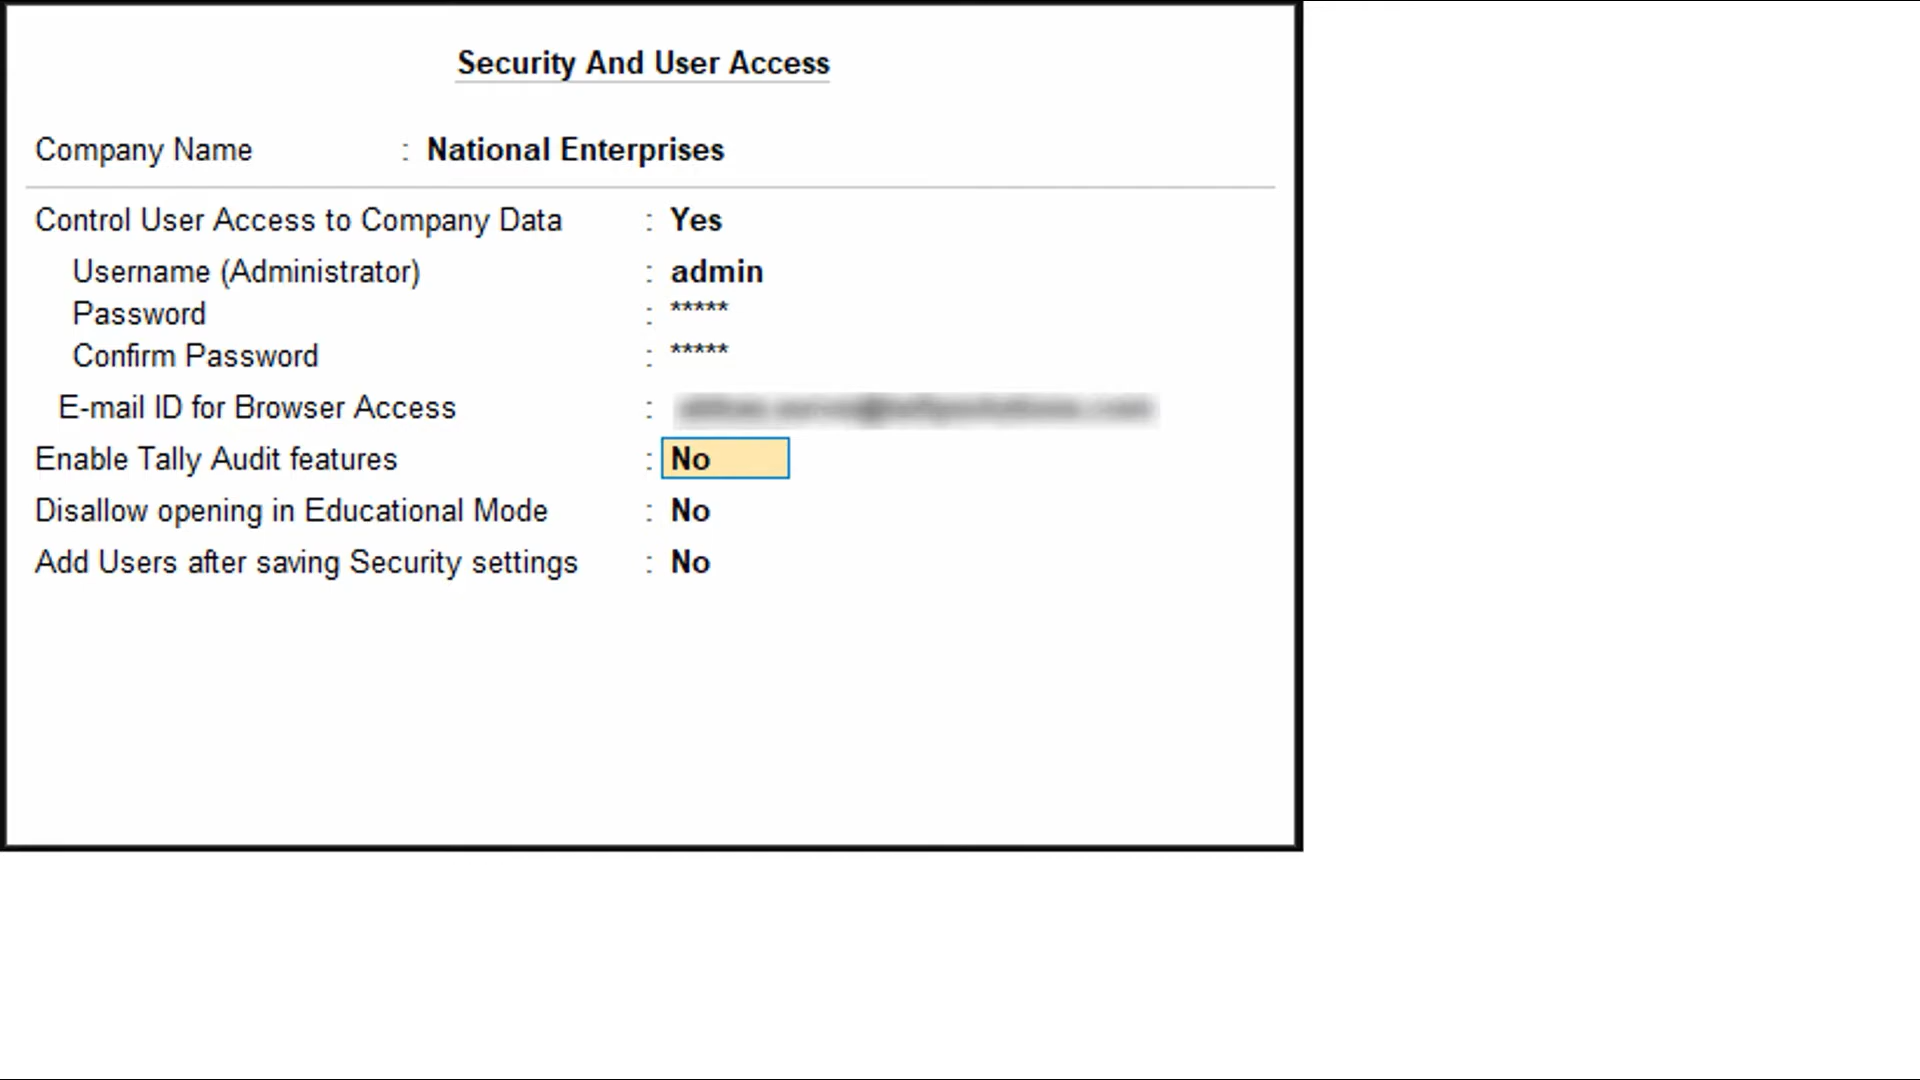 Security And User Access
Company Name : National Enterprises
Control User Access to Company Data : Yes
Username (Administrator) : admin
Password : *****
Confirm Password : *****
E-mail ID for Browser Access :
Enable Tally Audit features : No
Disallow opening in Educational Mode : No
Add Users after saving Security settings : No